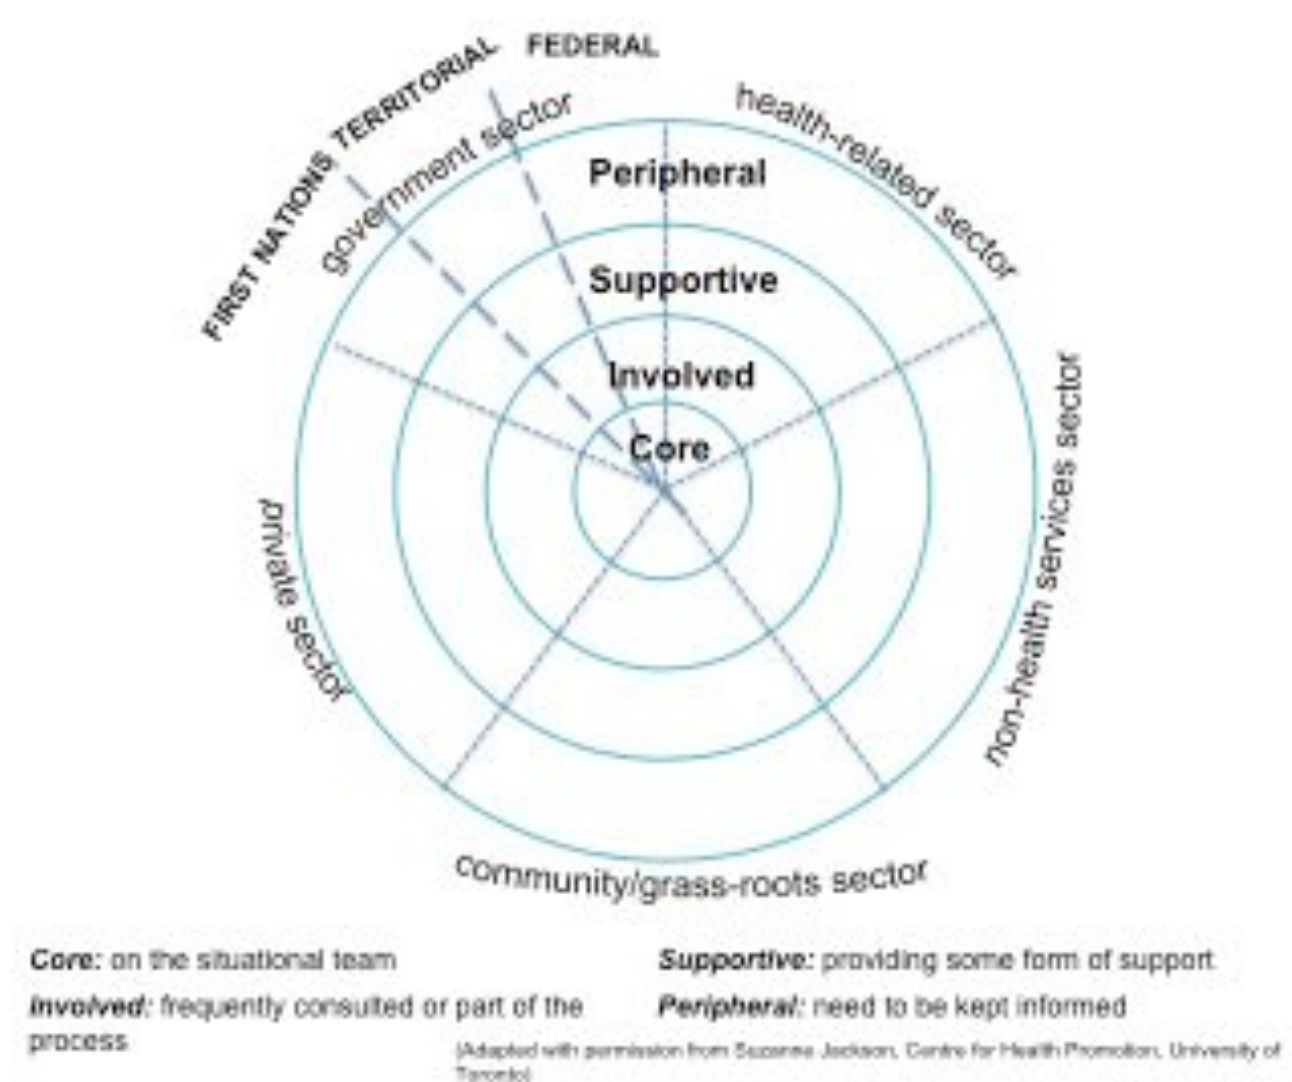 FEDERAL
TERRITORIAL
FIRST NATIONS
government sector
health-related sector
Peripheral
Supportive
Involved
Core
non-health services sector
private sector
community/grass-roots sector
Core: on the situational team
Involved: frequently consulted or part of the
process
Supportive: providing some form of support
Peripheral: need to be kept informed
(Adapted with permission from Suzanne Jackson, Centre for Health Promotion, University of
Toronto)